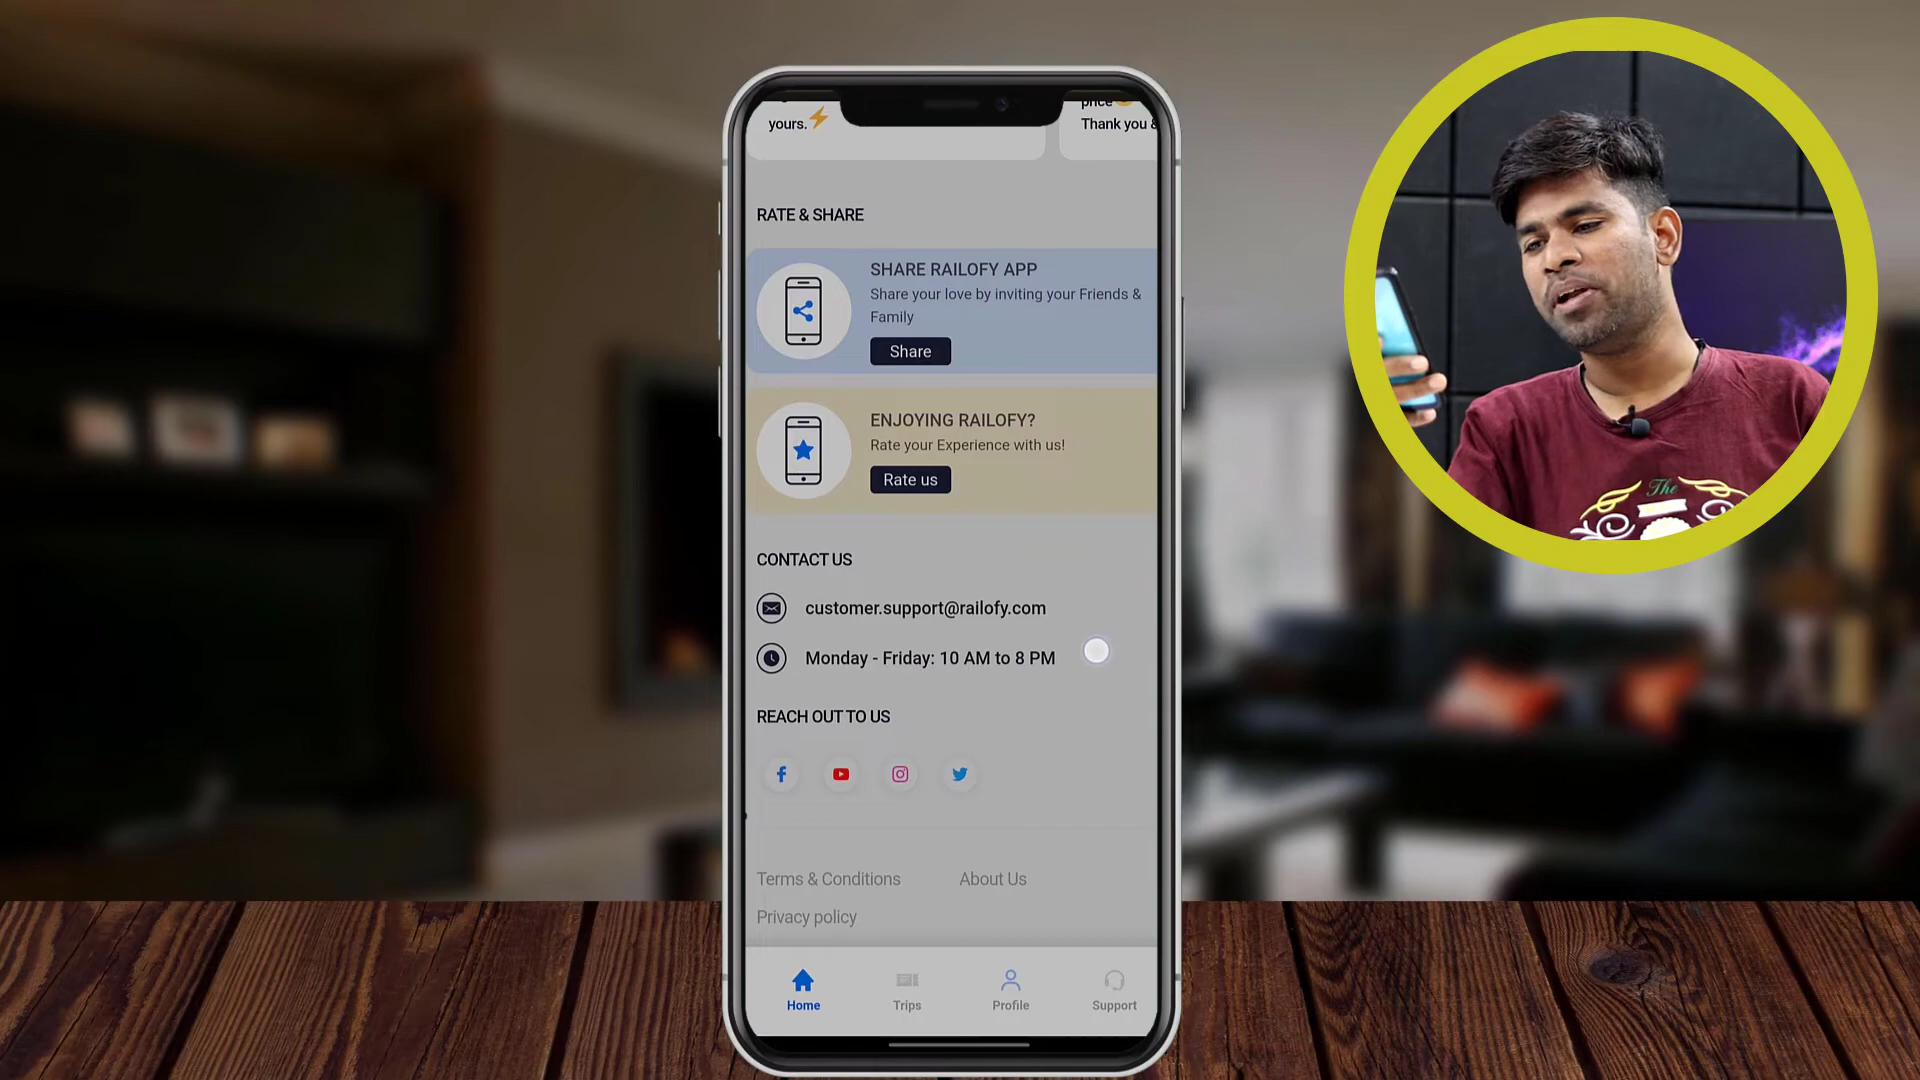 yours.⚡
price
Thank you &
RATE & SHARE
SHARE RAILOFY APP
Share your love by inviting your Friends &
Family
Share
ENJOYING RAILOFY?
Rate your Experience with us!
Rate us
CONTACT US
customer.support@railofy.com
Monday - Friday: 10 AM to 8 PM
REACH OUT TO US
Terms & Conditions
About Us
Privacy policy
Home
Trips
Profile
Support
The